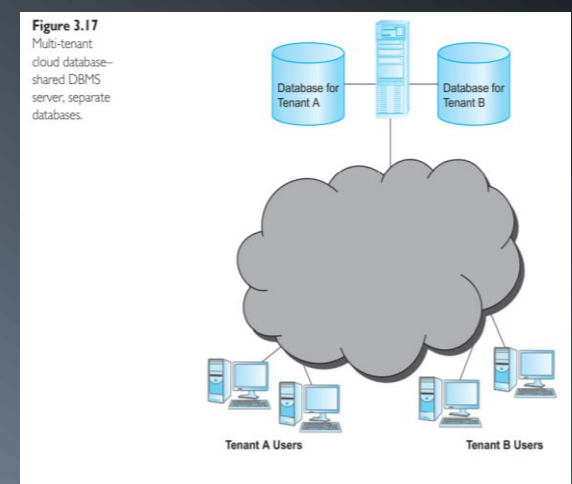 Figure 3.17
Multi-tenant
cloud database–
shared DBMS
server, separate
databases.
Database for
Tenant A
Database for
Tenant B
Tenant A Users
Tenant B Users